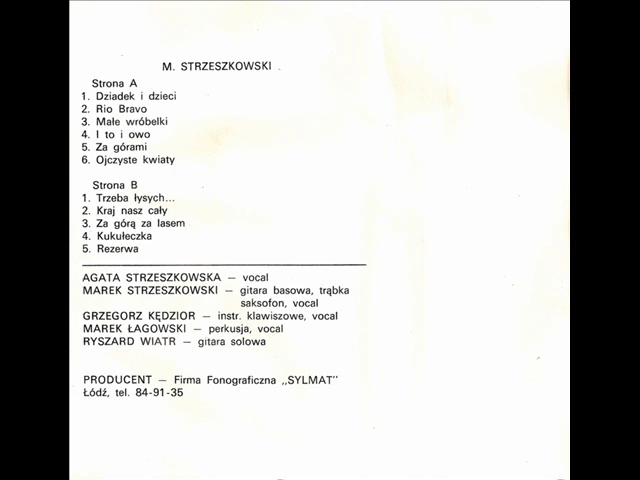 M. STRZESZKOWSKI
Strona A
1. Dziadek i dzieci
2. Rio Bravo
3. Małe wróbelki
4. I to i owo
5. Za górami
6. Ojczyste kwiaty
Strona B
1. Trzeba łysych...
2. Kraj nasz cały
3. Za górą za lasem
4. Kukułeczka
5. Rezerwa
AGATA STRZESZKOWSKA — vocal
MAREK STRZESZKOWSKI — gitara basowa, trąbka
saksofon, vocal
GRZEGORZ KĘDZIOR — instr. klawiszowe, vocal
MAREK ŁAGOWSKI — perkusja, vocal
RYSZARD WIATR — gitara solowa
PRODUCENT — Firma Fonograficzna „SYLMAT"
Łódź, tel. 84-91-35